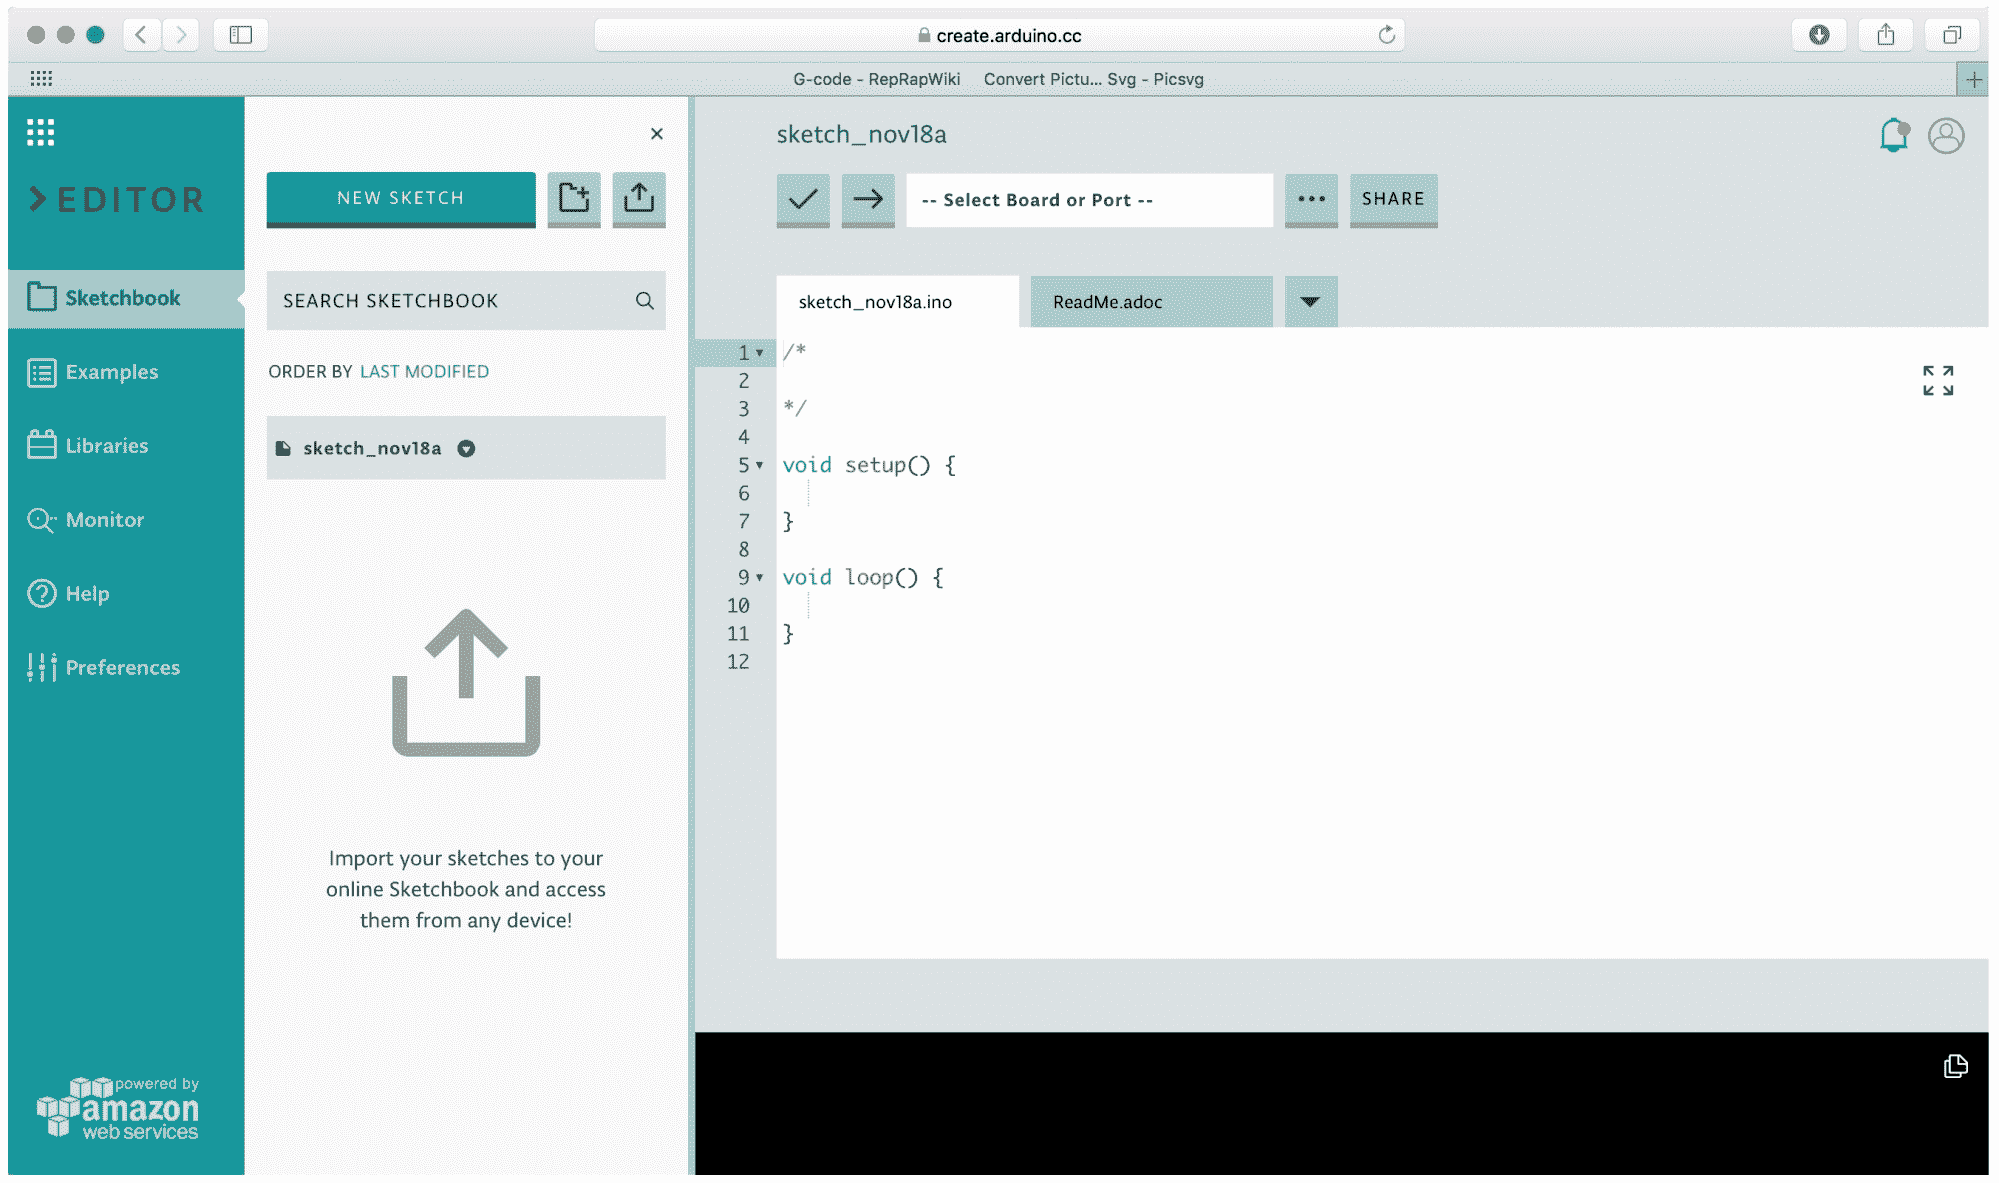 create.arduino.cc
G-code - RepRapWiki Convert Pictu... Svg - Picsvg
EDITOR
Sketchbook
Examples
Libraries
Monitor
Help
Preferences
powered by
amazon
web services
NEW SKETCH
SEARCH SKETCHBOOK
ORDER BY LAST MODIFIED
sketch_nov18a
Import your sketches to your
online Sketchbook and access
them from any device!
sketch_nov18a
-- Select Board or Port --
SHARE
sketch_nov18a.ino ReadMe.adoc
1 /*
2
3 */
4
5 void setup() {
6
7 }
8
9 void loop() {
10
11 }
12